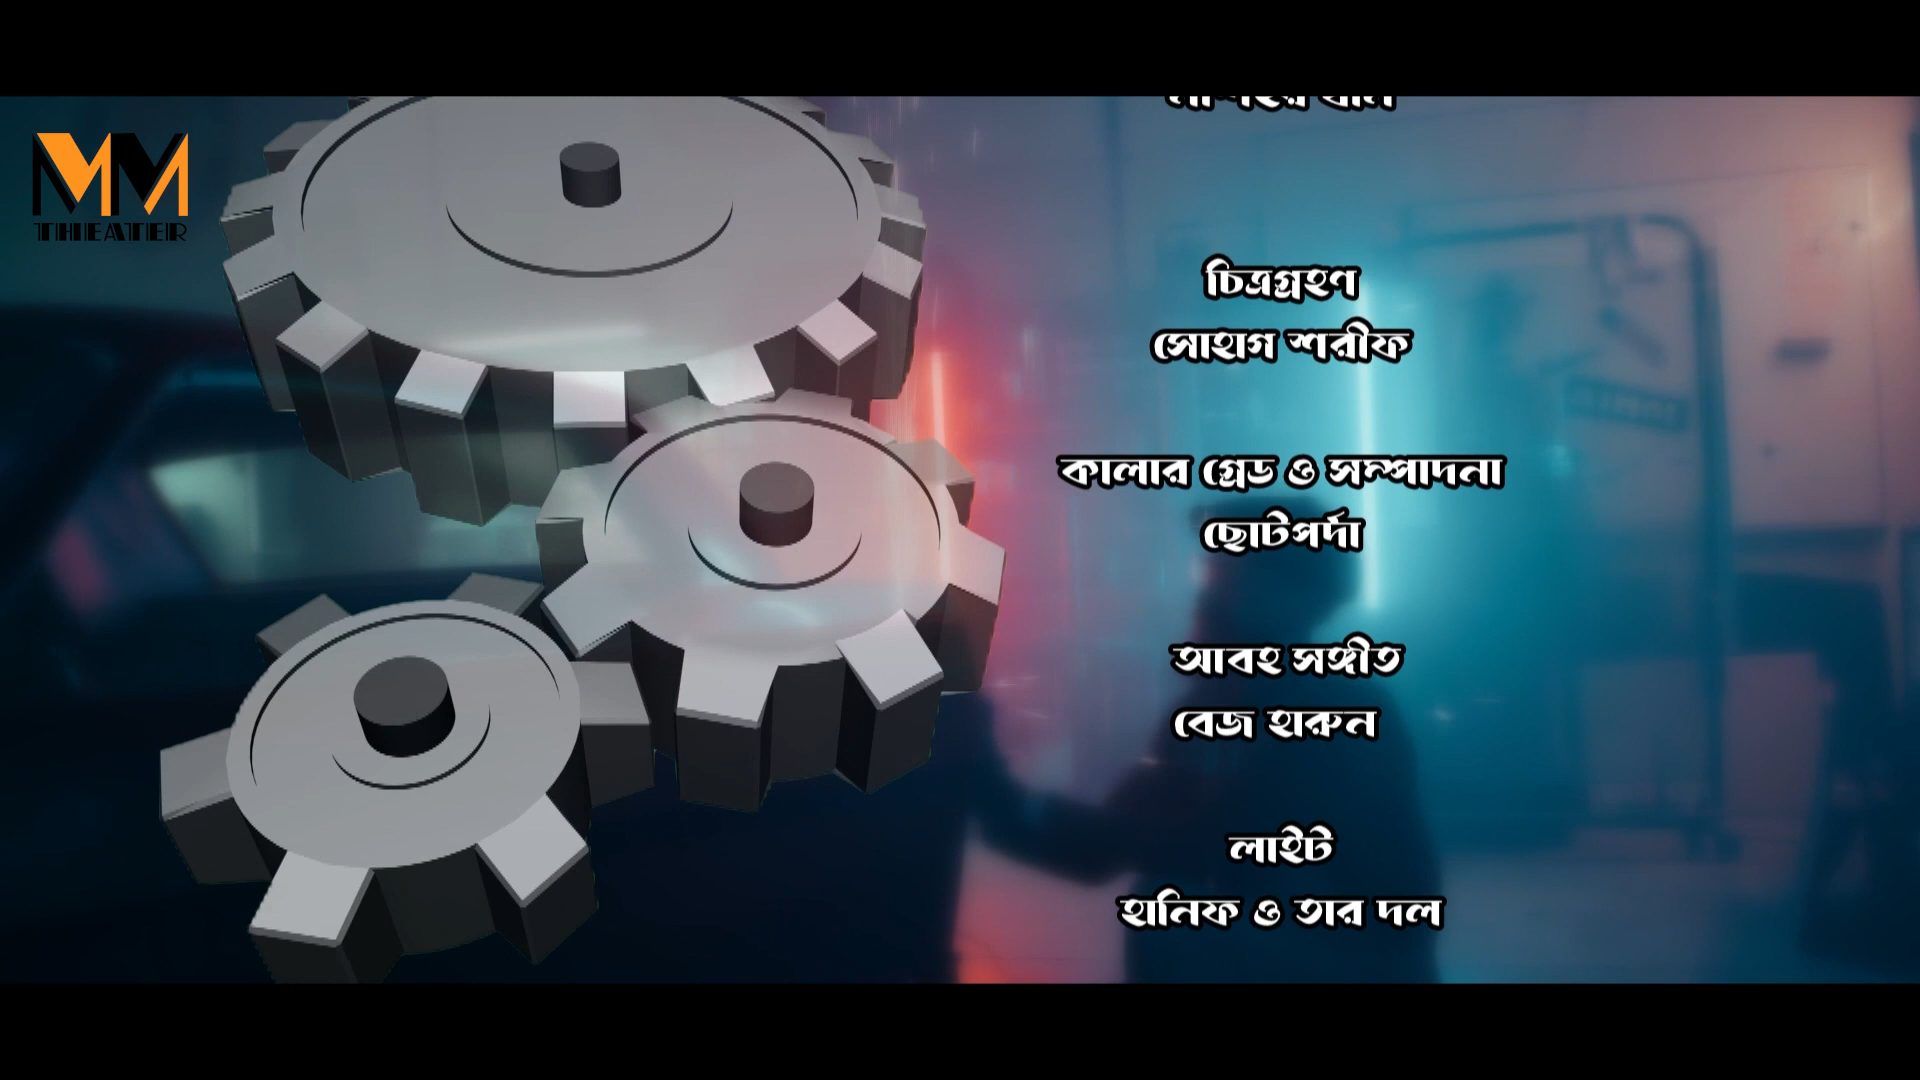 MM
THEATER
চিত্রগ্রহণ
সোহাগ শরীফ
কালার গ্রেড ও সম্পাদনা
ছোটপর্দা
আবহ সঙ্গীত
বেজ হারুন
লাইট
হানিফ ও তার দল